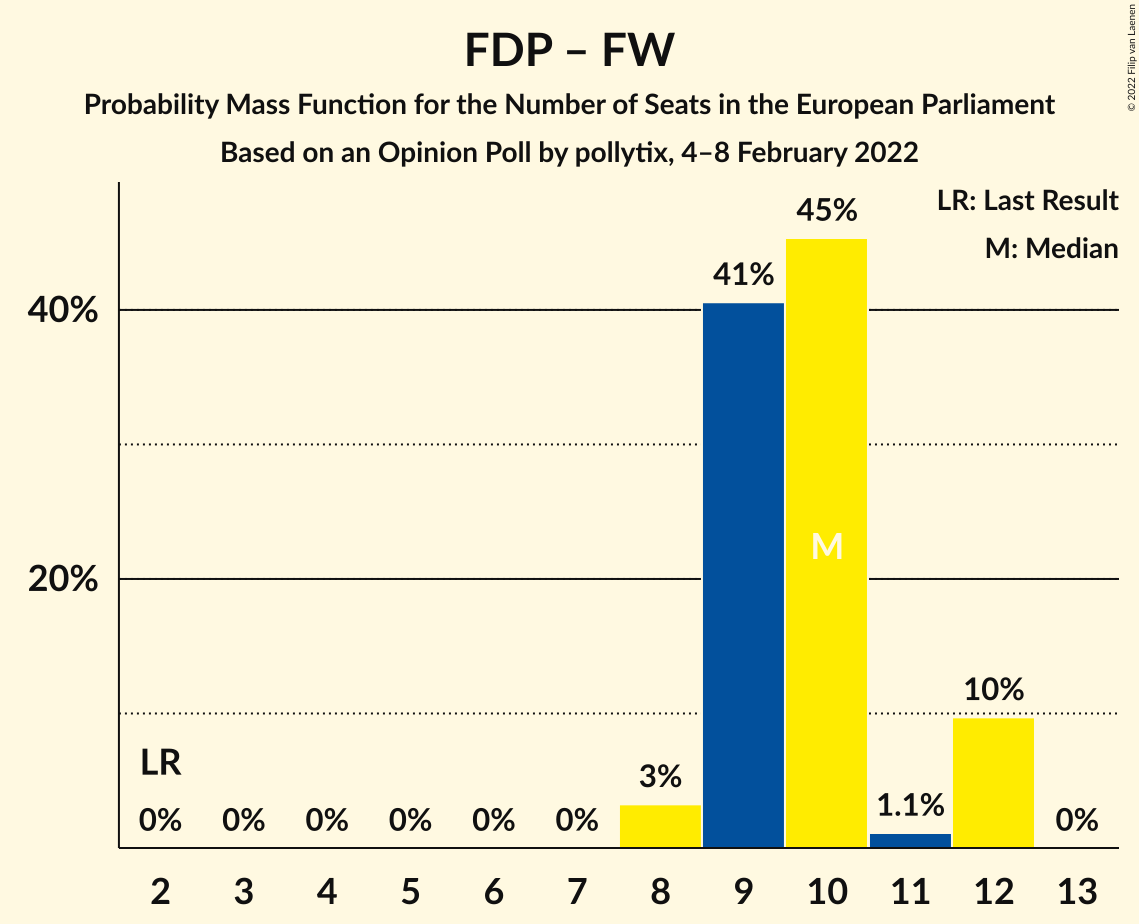 FDP – FW
Probability Mass Function for the Number of Seats in the European Parliament
Based on an Opinion Poll by pollytix, 4–8 February 2022
© 2022 Filip van Laenen
LR: Last Result
M: Median
45%
41%
40%
M
20%
10%
LR
3%
1.1%
0% 0% 0% 0% 0% 0% 0%
2 3 4 5 6 7 8 9 10 11 12 13